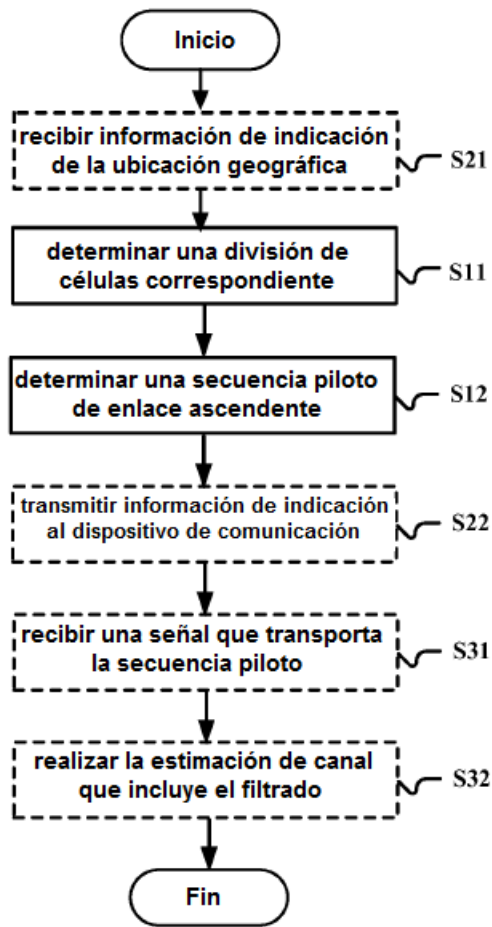 Inicio
recibir información de indicación
de la ubicación geográfica
S21
determinar una división de
células correspondiente
S11
determinar una secuencia piloto
de enlace ascendente
S12
transmitir información de indicación
al dispositivo de comunicación
S22
recibir una señal que transporta
la secuencia piloto
S31
realizar la estimación de canal
que incluye el filtrado
S32
Fin